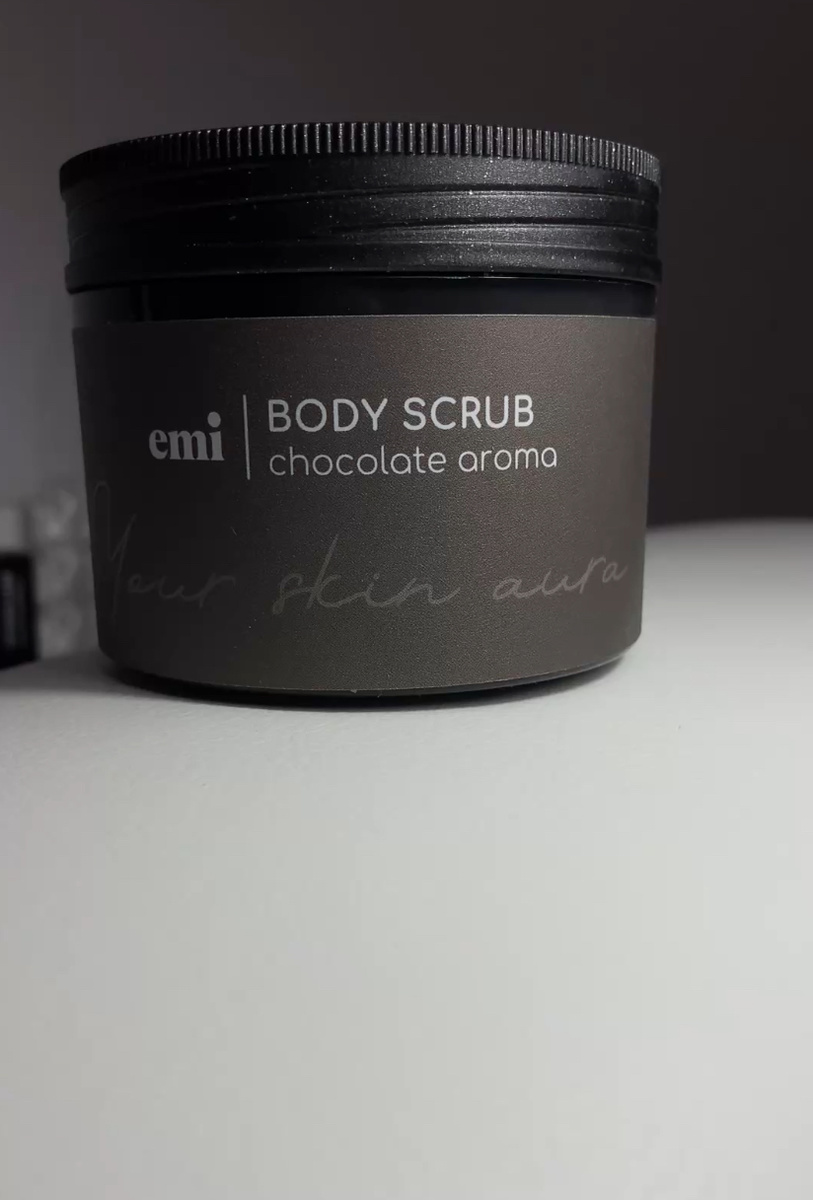 emi
BODY SCRUB
chocolate aroma
Your skin aura